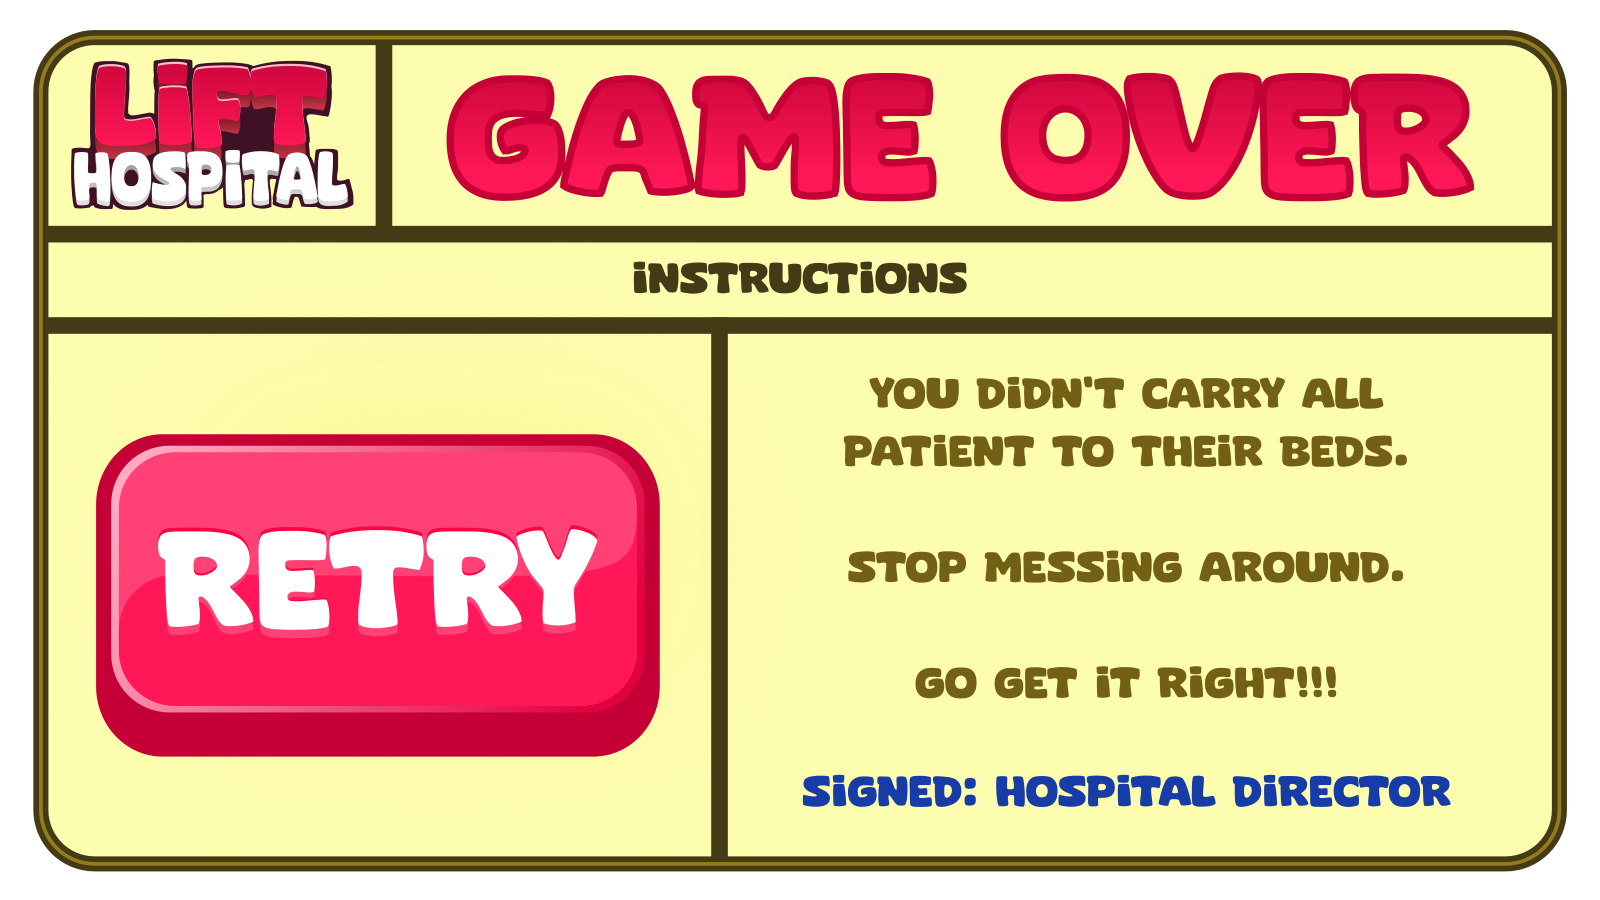 LiFT
HOSPiTAL
GAME OVER
iNSTRUCTiONS
RETRY
YOU DiDN'T CARRY ALL
PATiENT TO THEiR BEDS.
STOP MESSiNG AROUND.
GO GET iT RiGHT!!!
SiGNED: HOSPiTAL DiRECTOR